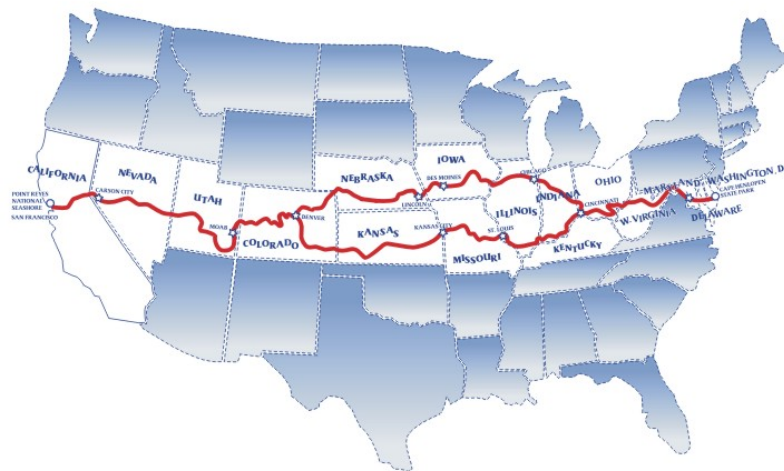 CALIFORNIA
POINT REYES
NATIONAL
SEASHORE
SAN FRANCISCO
CARSON CITY
NEVADA
UTAH
MOAB
COLORADO
DENVER
NEBRASKA
LINCOLN
KANSAS
KANSAS CITY
IOWA
DES MOINES
MISSOURI
ST. LOUIS
ILLINOIS
CHICAGO
INDIANA
KENTUCKY
OHIO
CINCINNATI
W. VIRGINIA
MARYLAND
WASHINGTON, D
CAPE HENLOPEN
STATE PARK
DELAWARE